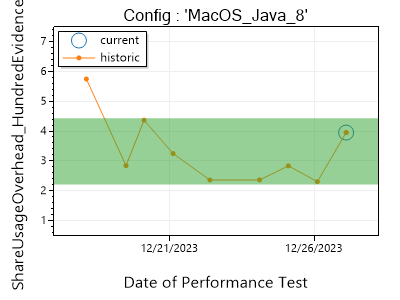 Config : 'MacOS_Java_8'
current
historic
7
6
5
4
3
2
1
ShareUsageOverhead_HundredEvidence
12/21/2023
12/26/2023
Date of Performance Test